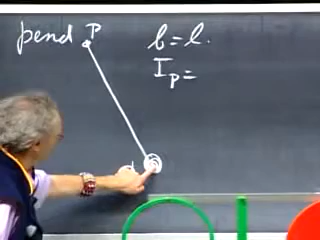 pend P
b = l.
I_P =